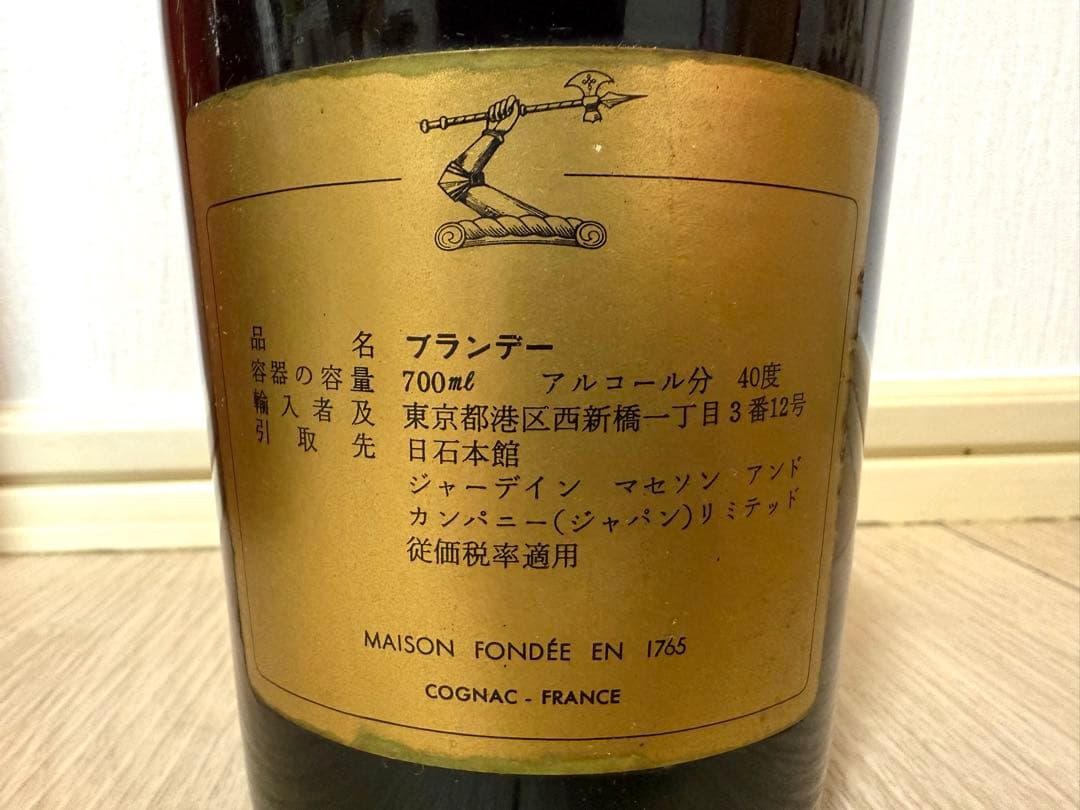 品名 ブランデー
容器の容量 700ml アルコール分 40度
輸入者及 東京都港区西新橋一丁目3番12号
引取先 日石本館
ジャーデイン マセソン アンド
カンパニー(ジャパン)リミテッド
従価税率適用
MAISON FONDÉE EN 1765
COGNAC - FRANCE